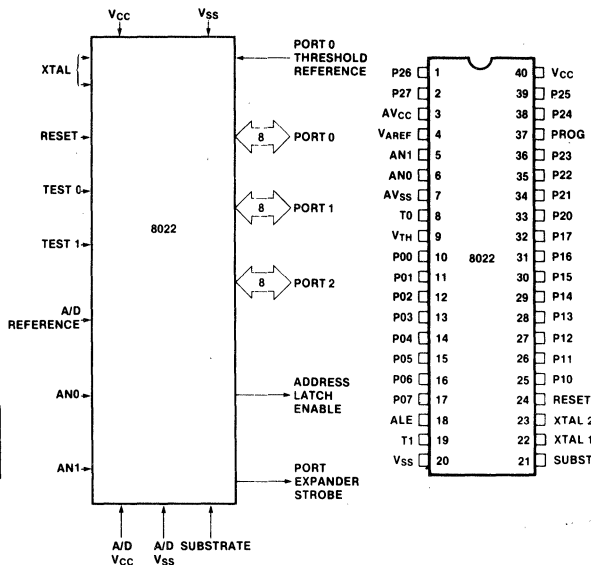 VCC
VSS
XTAL
RESET
TEST 0
TEST 1
A/D
REFERENCE
AN0
AN1
8022
PORT 0
THRESHOLD
REFERENCE
8 PORT 0
8 PORT 1
8 PORT 2
ADDRESS
LATCH
ENABLE
PORT
EXPANDER
STROBE
A/D
VCC
A/D
VSS
SUBSTRATE
P26 1 40 VCC
P27 2 39 P25
AVCC 3 38 P24
VAREF 4 37 PROG
AN1 5 36 P23
AN0 6 35 P22
AVSS 7 34 P21
T0 8 33 P20
VTH 9 32 P17
P00 10 8022 31 P16
P01 11 30 P15
P02 12 29 P14
P03 13 28 P13
P04 14 27 P12
P05 15 26 P11
P06 16 25 P10
P07 17 24 RESET
ALE 18 23 XTAL 2
T1 19 22 XTAL 1
VSS 20 21 SUBST